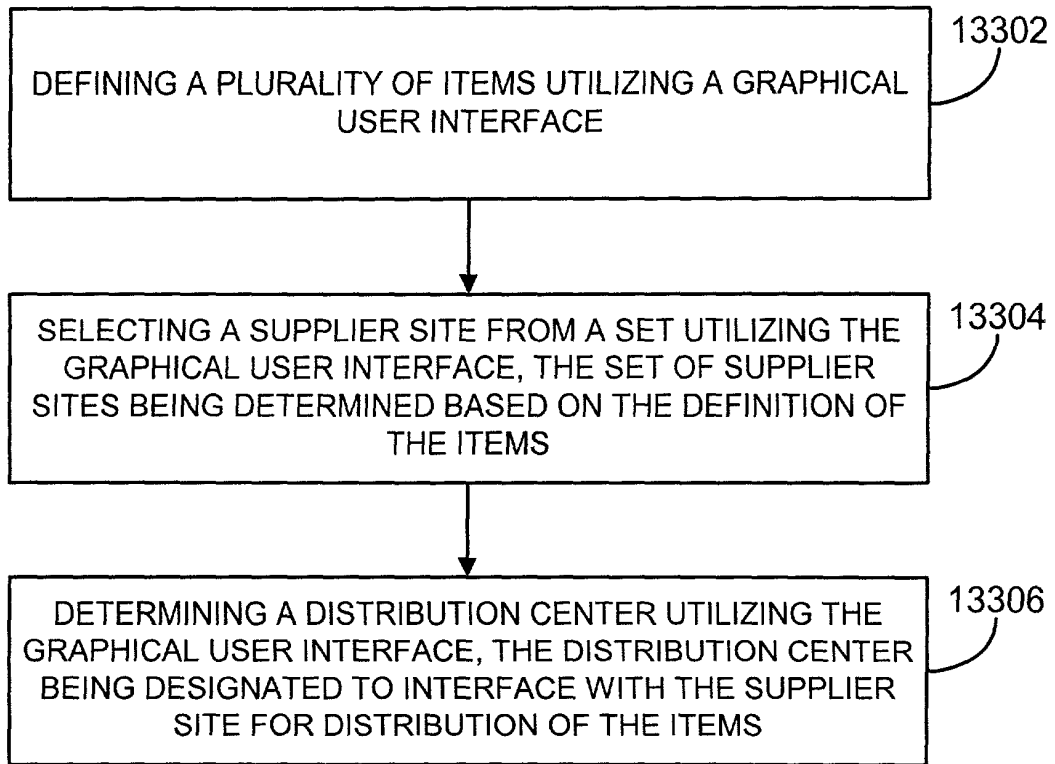 13302
DEFINING A PLURALITY OF ITEMS UTILIZING A GRAPHICAL
USER INTERFACE
13304
SELECTING A SUPPLIER SITE FROM A SET UTILIZING THE
GRAPHICAL USER INTERFACE, THE SET OF SUPPLIER
SITES BEING DETERMINED BASED ON THE DEFINITION OF
THE ITEMS
13306
DETERMINING A DISTRIBUTION CENTER UTILIZING THE
GRAPHICAL USER INTERFACE, THE DISTRIBUTION CENTER
BEING DESIGNATED TO INTERFACE WITH THE SUPPLIER
SITE FOR DISTRIBUTION OF THE ITEMS